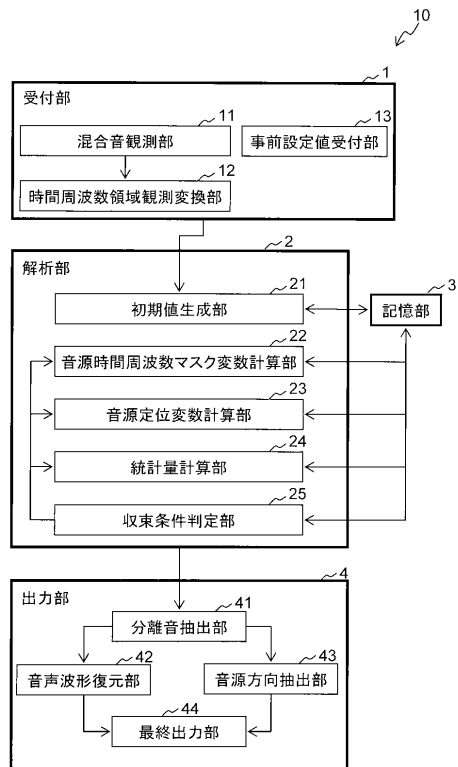 10
1
受付部
11
混合音観測部
13
事前設定値受付部
12
時間周波数領域観測変換部
2
解析部
21
初期値生成部
3
記憶部
22
音源時間周波数マスク変数計算部
23
音源定位変数計算部
24
統計量計算部
25
収束条件判定部
4
出力部
41
分離音抽出部
42
音声波形復元部
43
音源方向抽出部
44
最終出力部